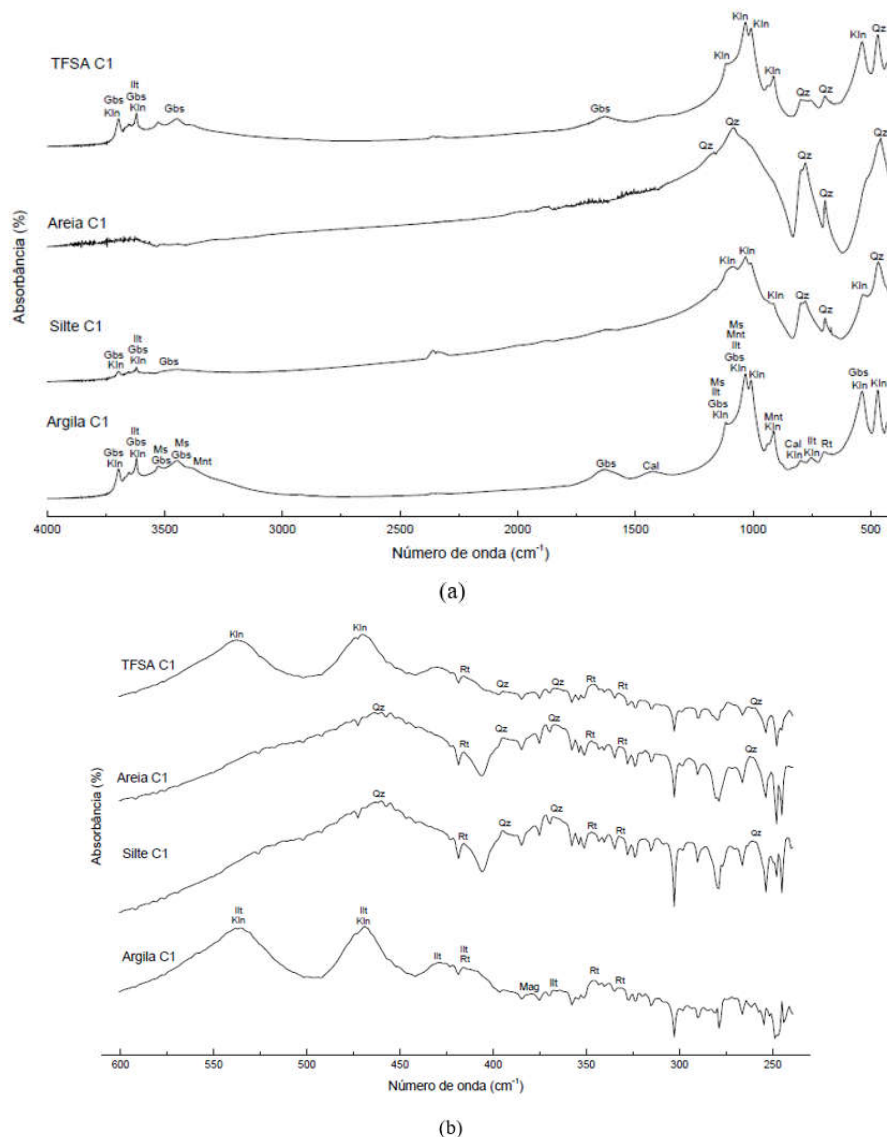 Kln
Kln
Kln
Qz
TFSA C1
Kln
Ilt
Gbs
Gbs
Kln
Kln
Gbs
Gbs
Kln
Qz
Qz
Qz
Qz
Qz
Qz
Qz
Areia C1
Kln
Kln
Qz
Kln
Qz
Kln
Qz
Silte C1
Ilt
Gbs
Gbs
Kln
Kln
Gbs
Ms
Mnt
Ilt
Gbs
Kln
Kln
Ms
Ilt
Gbs
Kln
Gbs
Kln
Kln
Argila C1
Ilt
Gbs
Gbs
Kln
Kln
Ms
Gbs
Ms
Gbs
Mnt
Gbs
Cal
Mnt
Kln
Cal
Kln
Ilt
Kln
Rt
Absorbância (%)
4000 3500 3000 2500 2000 1500 1000 500
Número de onda (cm-1)
(a)
Kln
Kln
TFSA C1
Rt
Qz
Qz
Rt
Rt
Qz
Qz
Areia C1
Rt
Qz
Qz
Rt
Rt
Qz
Qz
Silte C1
Rt
Qz
Qz
Rt
Rt
Qz
Ilt
Kln
Ilt
Kln
Argila C1
Ilt
Ilt
Rt
Mag
Ilt
Rt
Rt
Absorbância (%)
600 550 500 450 400 350 300 250
Número de onda (cm-1)
(b)